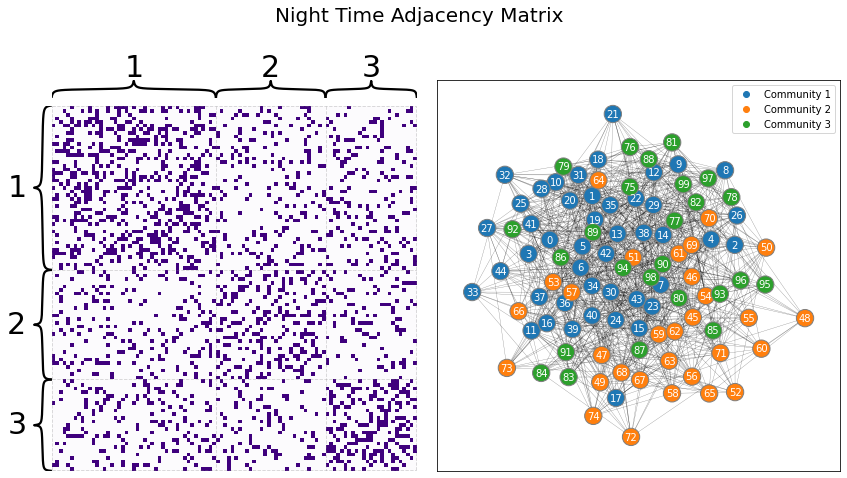 Night Time Adjacency Matrix
1 2 3
1
2
3
Community 1
Community 2
Community 3
21
76 81
79 18 88 9 8
32 31 12 97
28 10 64 75 99
25 20 1 35 22 29 82 78
27 92 41 19 77 70 26
0 89 13 38 14 4 2 50
3 86 5 42 51 61 69
44 6 94 98 90
33 53 57 34 30 7 46 54 93 96 95
37 36 43 23 80
66 16 40 24 45 55 48
11 39 15 59 62 85
91 47 87 63 71 60
73 84 83 49 68 67 56
17 58 65 52
74
72